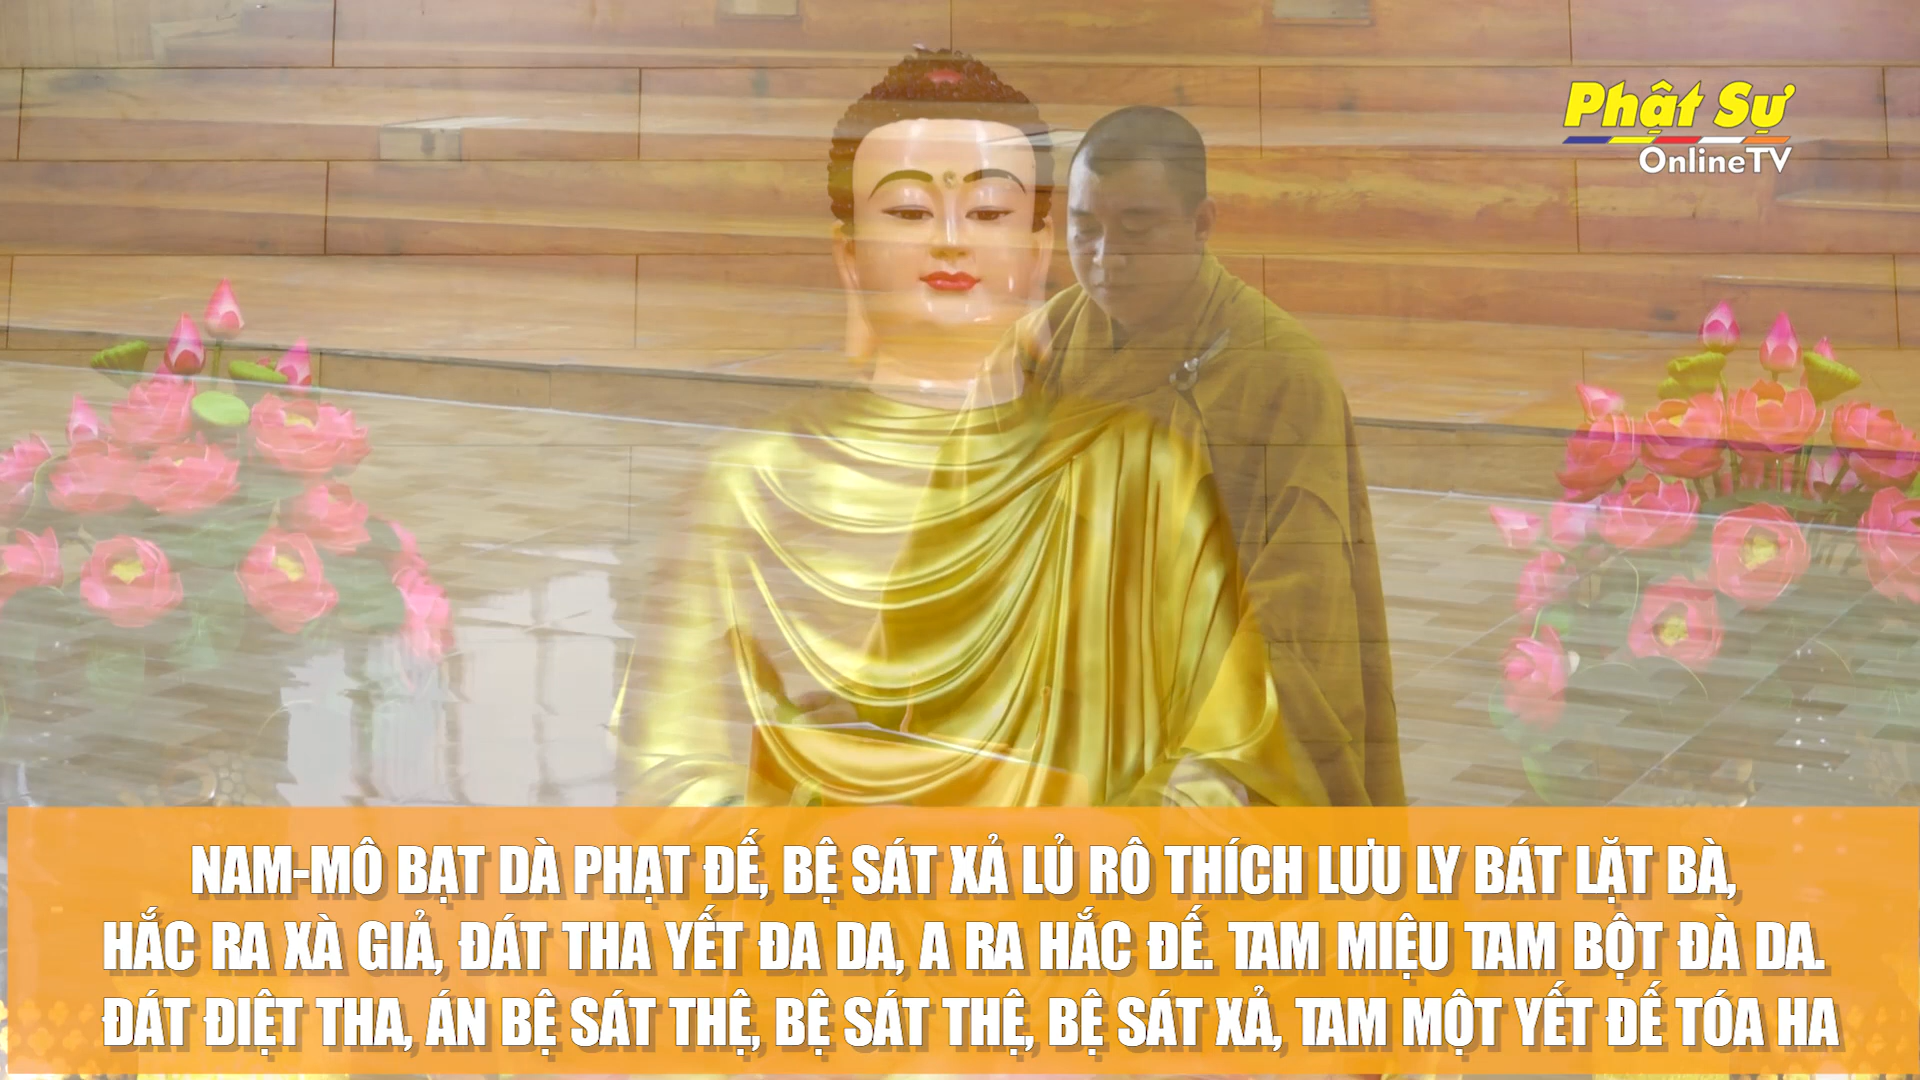 Phật Sự
OnlineTV
NAM-MÔ BẠT DÀ PHẠT ĐẾ, BỆ SÁT XẢ LỦ RÔ THÍCH LƯU LY BÁT LẶT BÀ,
HẮC RA XÀ GIẢ, ĐÁT THA YẾT ĐA DA, A RA HẮC ĐẾ. TAM MIỆU TAM BỘT ĐÀ DA.
ĐÁT ĐIỆT THA, ÁN BỆ SÁT THỆ, BỆ SÁT THỆ, BỆ SÁT XẢ, TAM MỘT YẾT ĐẾ TÓA HA